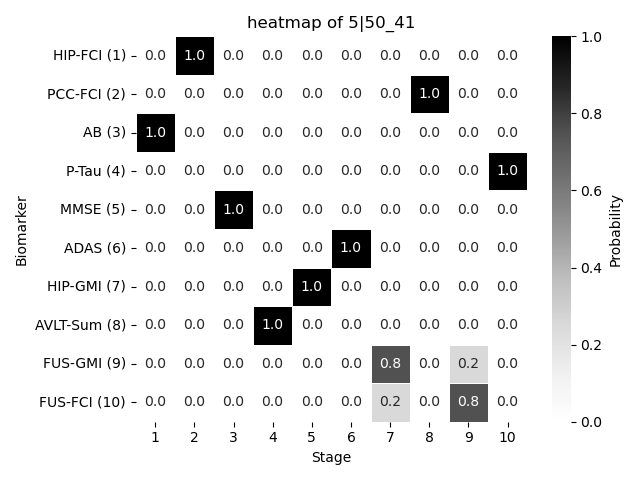 heatmap of 5|50_41
HIP-FCI (1) 0.0 1.0 0.0 0.0 0.0 0.0 0.0 0.0 0.0 0.0
PCC-FCI (2) 0.0 0.0 0.0 0.0 0.0 0.0 0.0 1.0 0.0 0.0
AB (3) 1.0 0.0 0.0 0.0 0.0 0.0 0.0 0.0 0.0 0.0
P-Tau (4) 0.0 0.0 0.0 0.0 0.0 0.0 0.0 0.0 0.0 1.0
MMSE (5) 0.0 0.0 1.0 0.0 0.0 0.0 0.0 0.0 0.0 0.0
ADAS (6) 0.0 0.0 0.0 0.0 0.0 1.0 0.0 0.0 0.0 0.0
HIP-GMI (7) 0.0 0.0 0.0 0.0 1.0 0.0 0.0 0.0 0.0 0.0
AVLT-Sum (8) 0.0 0.0 0.0 1.0 0.0 0.0 0.0 0.0 0.0 0.0
FUS-GMI (9) 0.0 0.0 0.0 0.0 0.0 0.0 0.8 0.0 0.2 0.0
FUS-FCI (10) 0.0 0.0 0.0 0.0 0.0 0.0 0.2 0.0 0.8 0.0
1 2 3 4 5 6 7 8 9 10
Stage
Biomarker
1.0
0.8
0.6
0.4
0.2
0.0
Probability